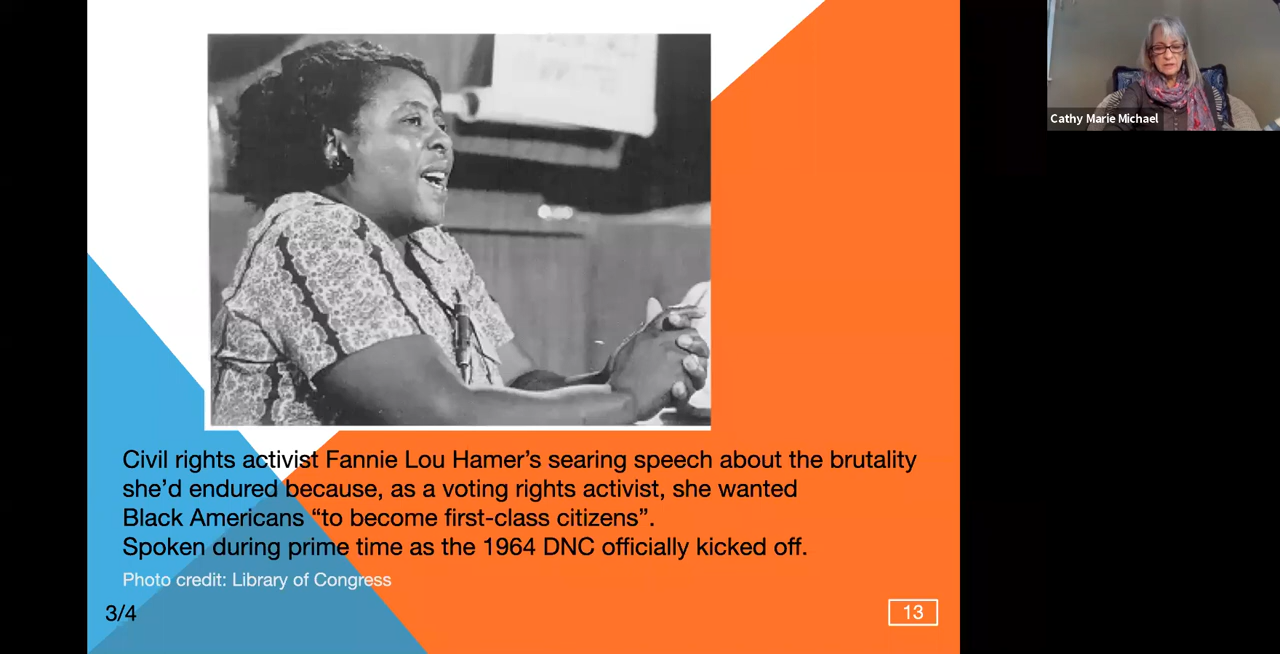 Cathy Marie Michael
Civil rights activist Fannie Lou Hamer’s searing speech about the brutality
she’d endured because, as a voting rights activist, she wanted
Black Americans “to become first-class citizens”.
Spoken during prime time as the 1964 DNC officially kicked off.
Photo credit: Library of Congress
3/4
13